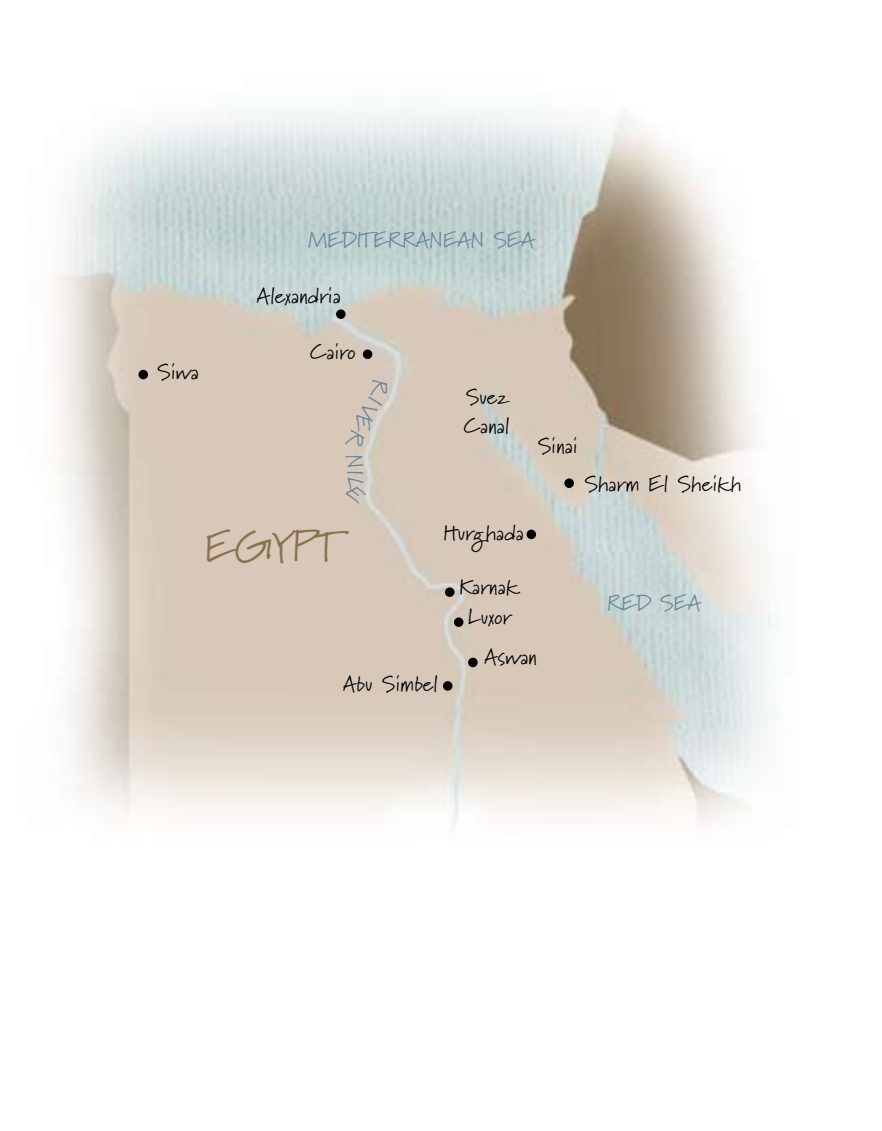 MEDITERRANEAN SEA
Alexandria
Cairo
Siwa
RIVER NILE
Suez
Canal
Sinai
Sharm El Sheikh
Hurghada
EGYPT
Karnak
RED SEA
Luxor
Aswan
Abu Simbel